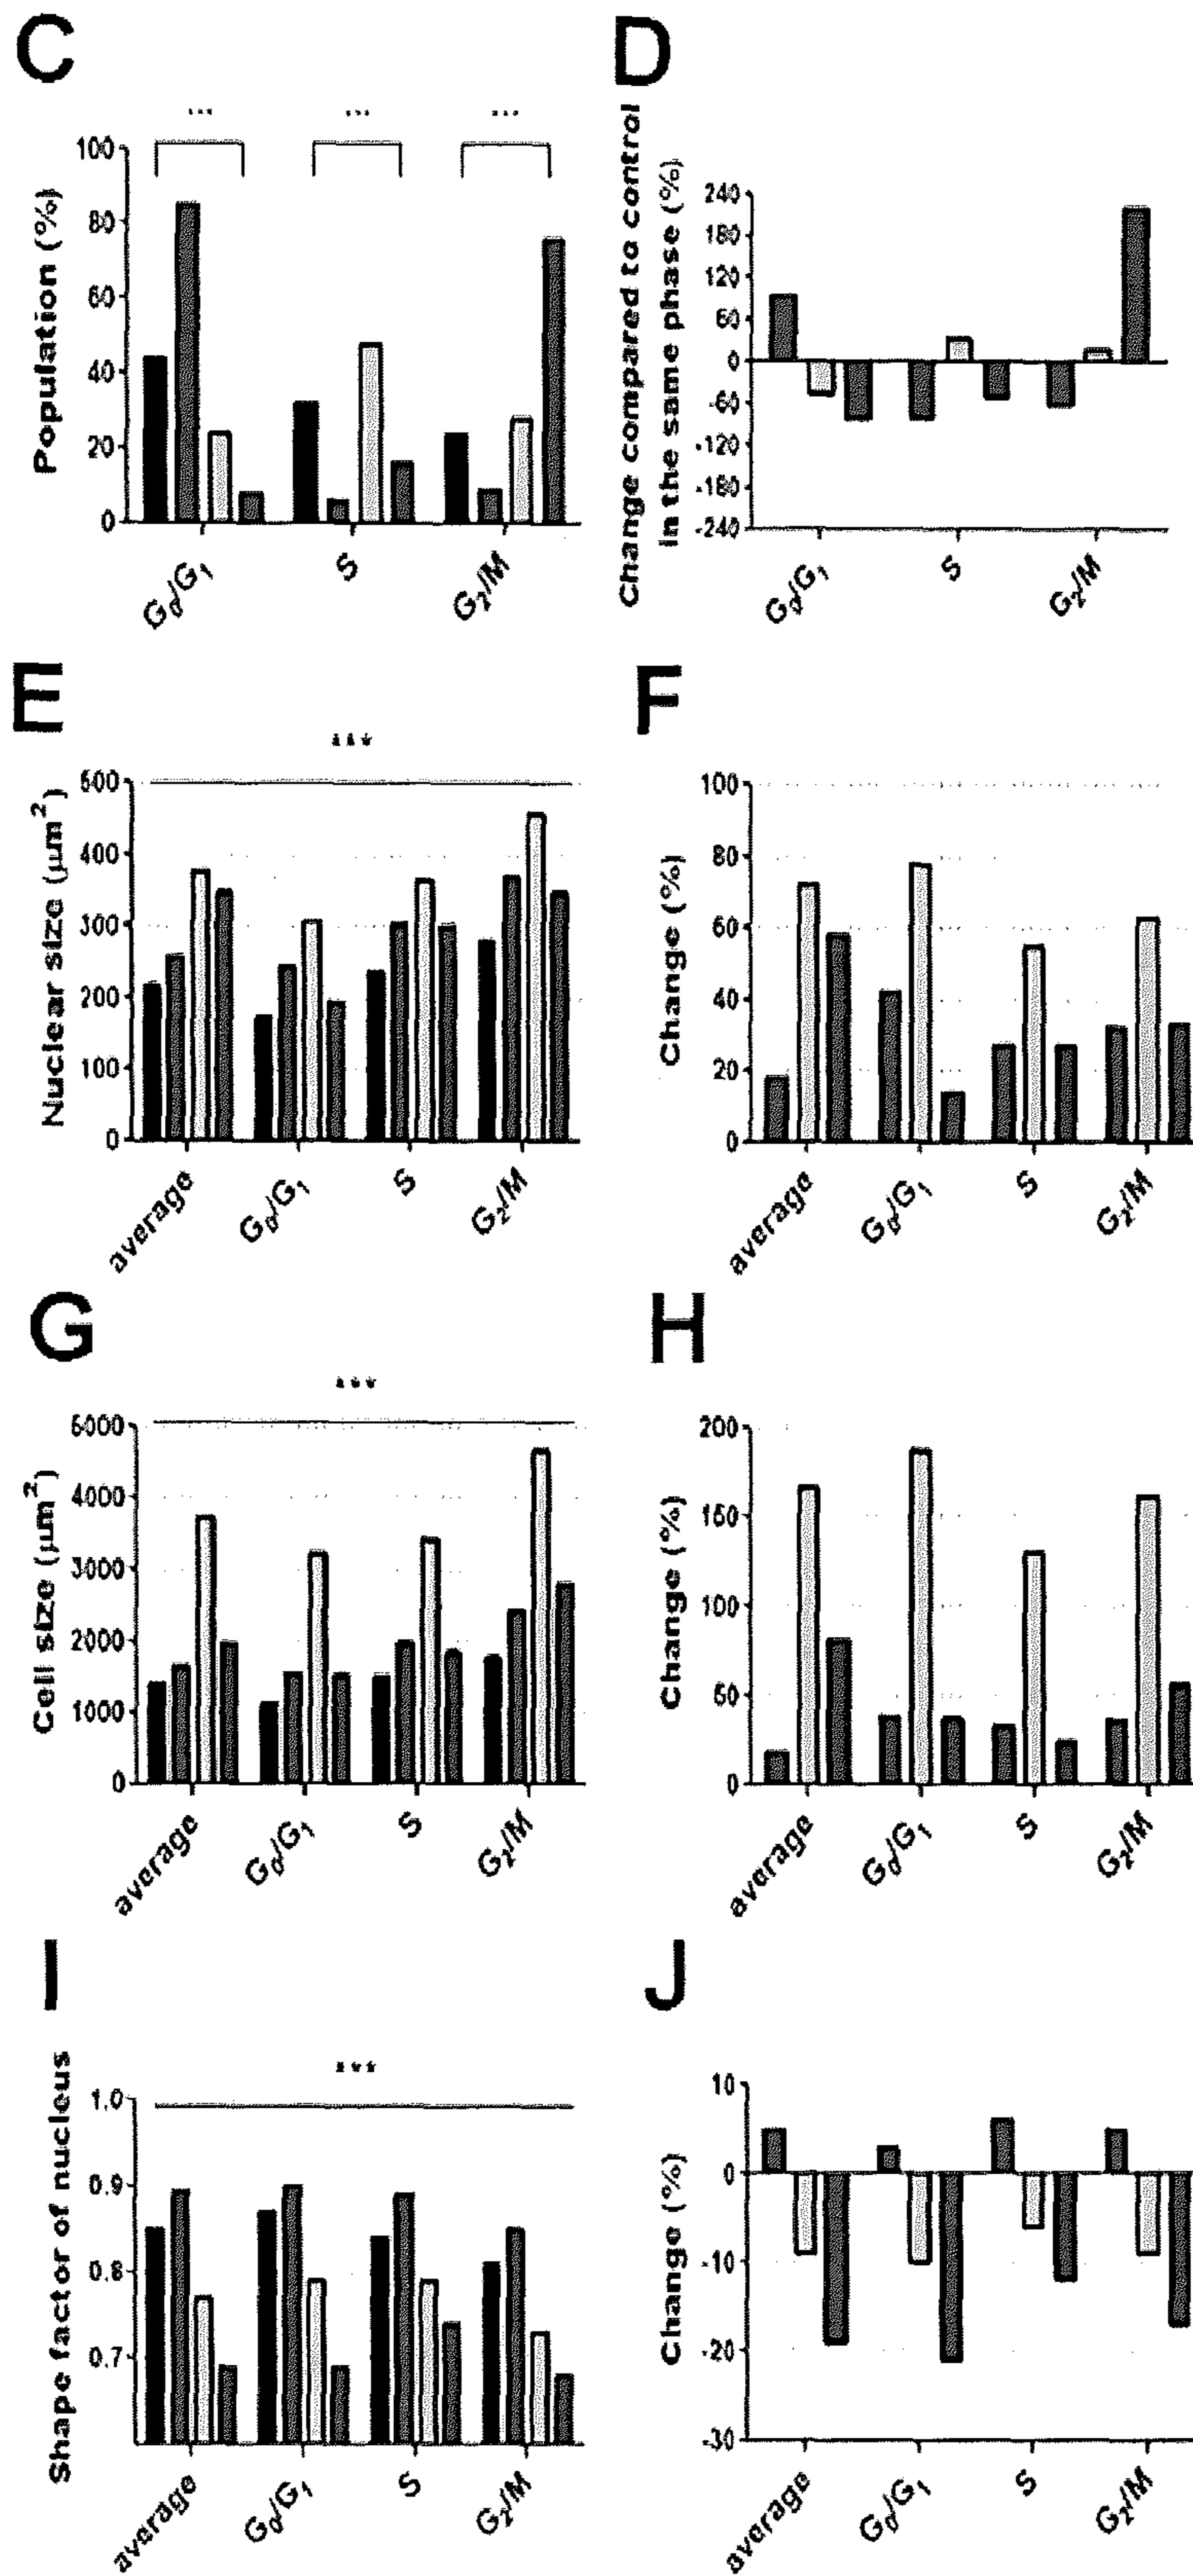 C
D
***
***
***
Population (%)
100
80
60
40
20
0
G0/G1
S
G2/M
Change compared to control
in the same phase (%)
240
180
120
60
0
-60
-120
-180
-240
G0/G1
S
G2/M
E
F
***
Nuclear size (μm²)
500
400
300
200
100
0
average
G0/G1
S
G2/M
Change (%)
100
80
60
40
20
0
average
G0/G1
S
G2/M
G
H
***
Cell size (μm²)
5000
4000
3000
2000
1000
0
average
G0/G1
S
G2/M
Change (%)
200
150
100
50
0
average
G0/G1
S
G2/M
I
J
***
Shape factor of nucleus
1.0
0.9
0.8
0.7
average
G0/G1
S
G2/M
Change (%)
10
0
-10
-20
-30
average
G0/G1
S
G2/M